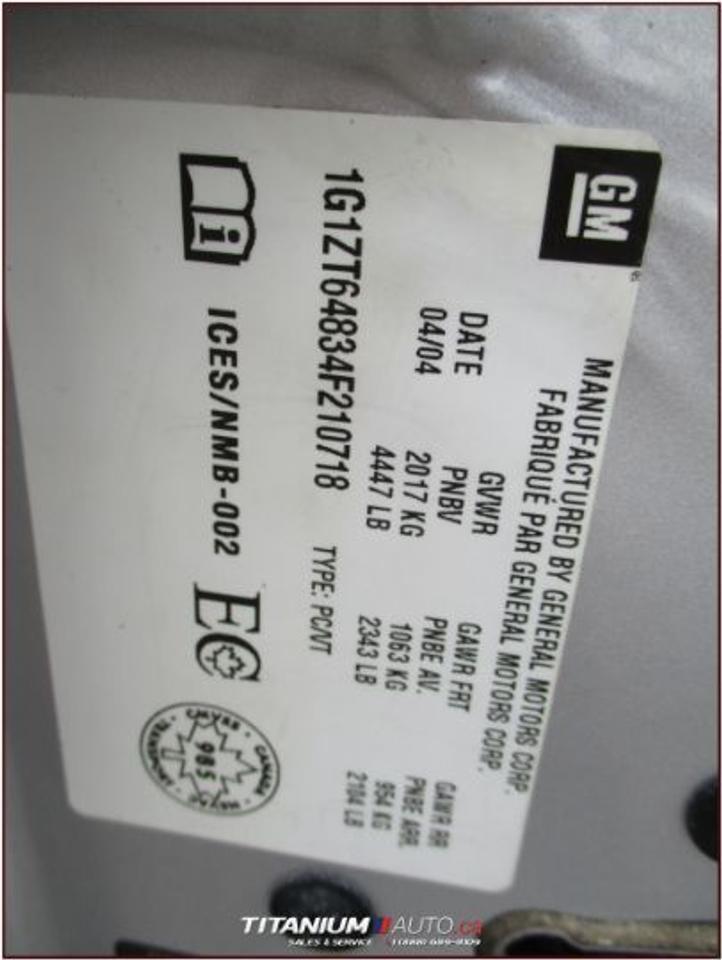 GM
MANUFACTURED BY GENERAL MOTORS CORP.
FABRIQUÉ PAR GENERAL MOTORS CORP.
DATE GVWR GAWR FRT GAWR RR
04/04 PNBV PNBE AV. PNBE ARR.
2017 KG 1063 KG 954 KG
4447 LB 2343 LB 2104 LB
1G1ZT64834F210718 TYPE: PC/VT
i ICES/NMB-002 EC
CANADA
985
TITANIUM AUTO.ca
SALES & SERVICE